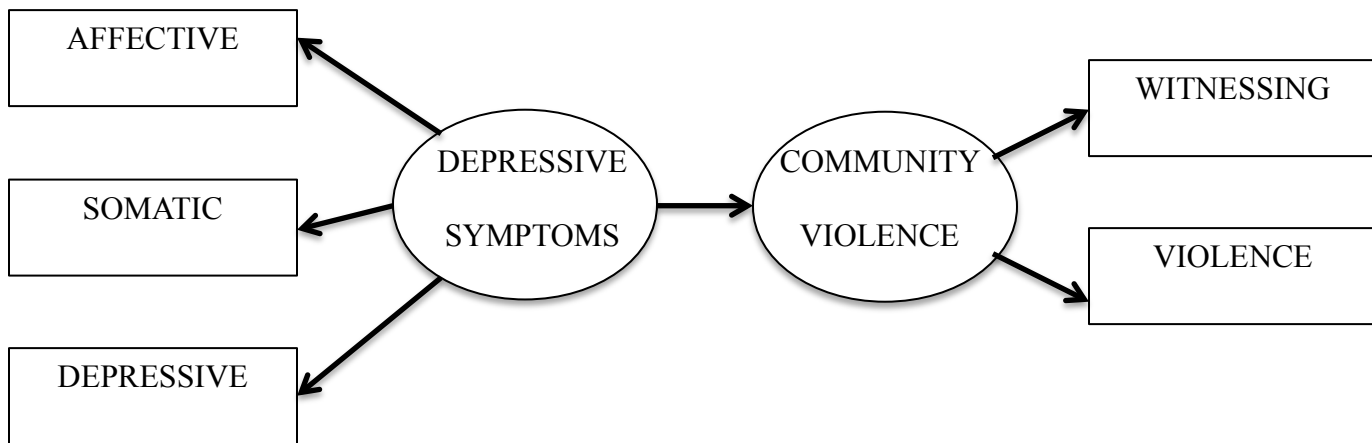 AFFECTIVE
SOMATIC
DEPRESSIVE
DEPRESSIVE
SYMPTOMS
COMMUNITY
VIOLENCE
WITNESSING
VIOLENCE